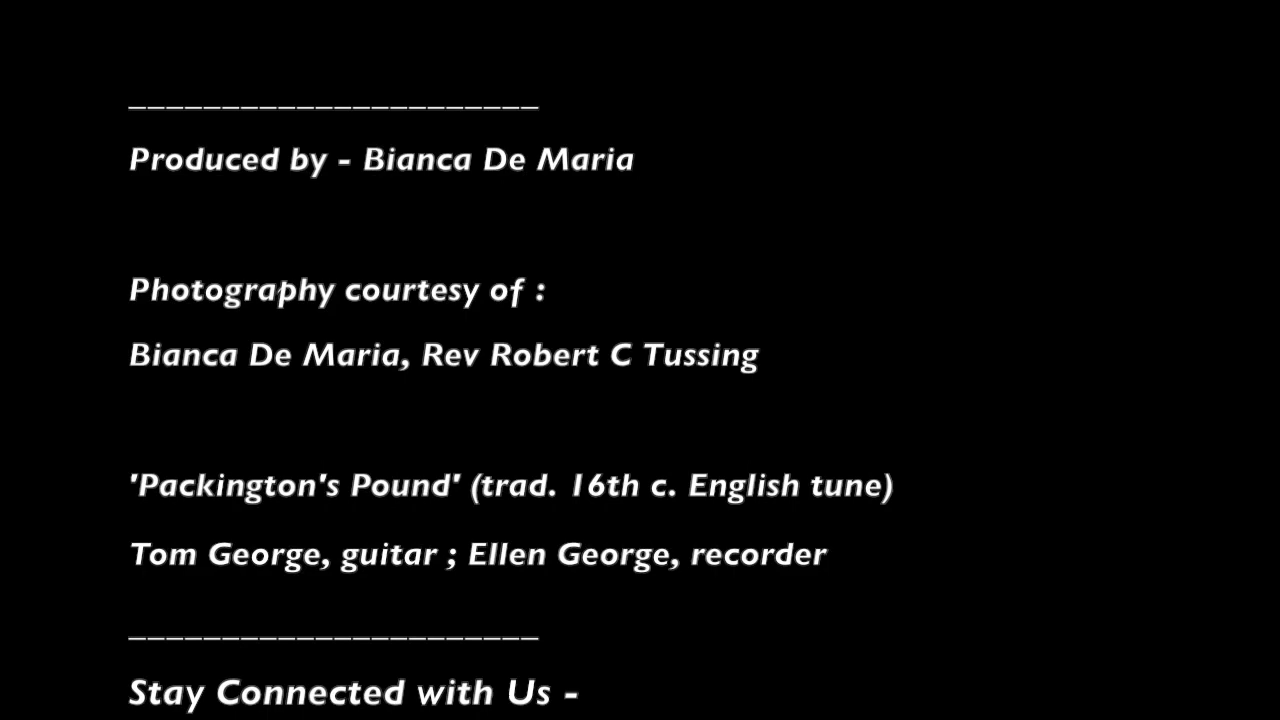 ______________________
Produced by - Bianca De Maria
Photography courtesy of :
Bianca De Maria, Rev Robert C Tussing
'Packington's Pound' (trad. 16th c. English tune)
Tom George, guitar ; Ellen George, recorder
______________________
Stay Connected with Us -